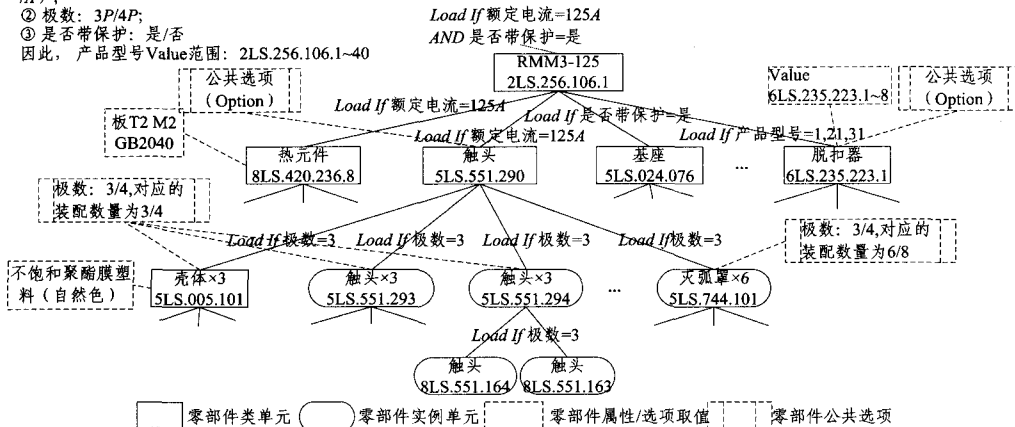 ② 极数：3P/4P;
③ 是否带保护：是/否
因此，产品型号Value范围：2LS.256.106.1~40
Load If 额定电流=125A
AND 是否带保护=是
RMM3-125
2LS.256.106.1
公共选项
（Option）
Value
6LS.235.223.1~8
公共选项
（Option）
板T2 M2
GB2040
Load If 额定电流=125A
Load If 是否带保护=是
Load If 额定电流=125A
Load If 产品型号=1,21,31
热元件
8LS.420.236.8
触头
5LS.551.290
基座
5LS.024.076
...
脱扣器
6LS.235.223.1
极数：3/4,对应的
装配数量为3/4
极数：3/4,对应的
装配数量为6/8
Load If 极数=3
Load If 极数=3
Load If 极数=3
Load If 极数=3
不饱和聚酯膜塑
料（自然色）
壳体×3
5LS.005.101
触头×3
5LS.551.293
触头×3
5LS.551.294
...
灭弧罩×6
5LS.744.101
Load If 极数=3
触头
8LS.551.164
触头
8LS.551.163
零部件类单元
零部件实例单元
零部件属性/选项取值
零部件公共选项